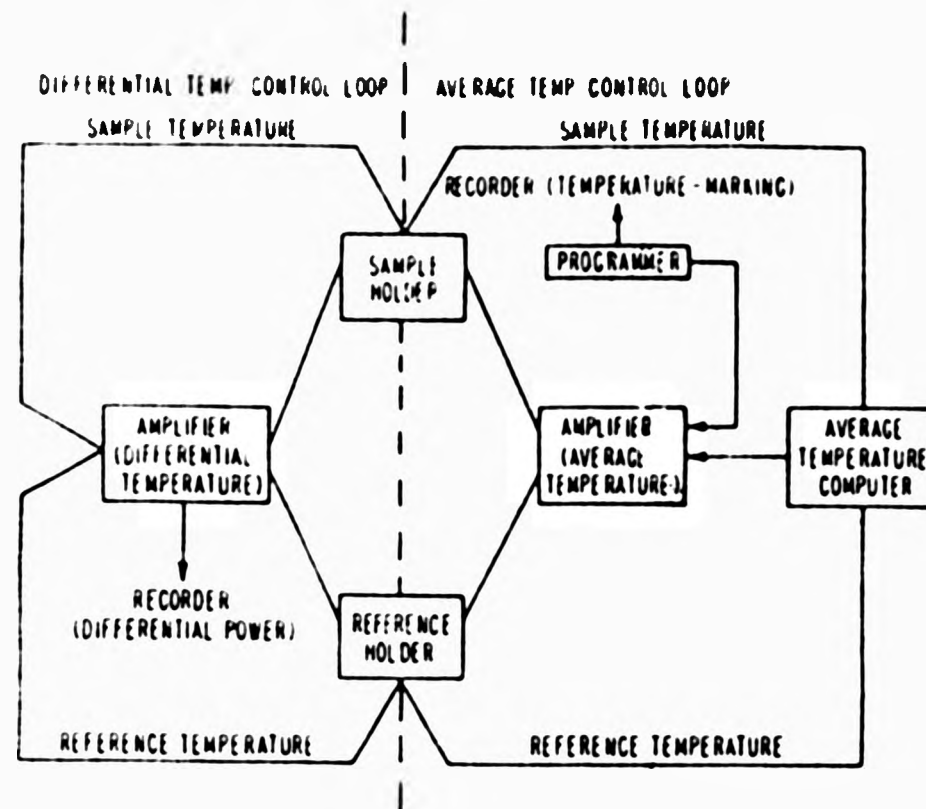 DIFFERENTIAL TEMP CONTROL LOOP
AVERAGE TEMP CONTROL LOOP
SAMPLE TEMPERATURE
SAMPLE TEMPERATURE
RECORDER (TEMPERATURE-MARKING)
PROGRAMMER
SAMPLE
HOLDER
AMPLIFIER
(DIFFERENTIAL
TEMPERATURE)
AMPLIFIER
(AVERAGE
TEMPERATURE)
AVERAGE
TEMPERATURE
COMPUTER
RECORDER
(DIFFERENTIAL POWER)
REFERENCE
HOLDER
REFERENCE TEMPERATURE
REFERENCE TEMPERATURE